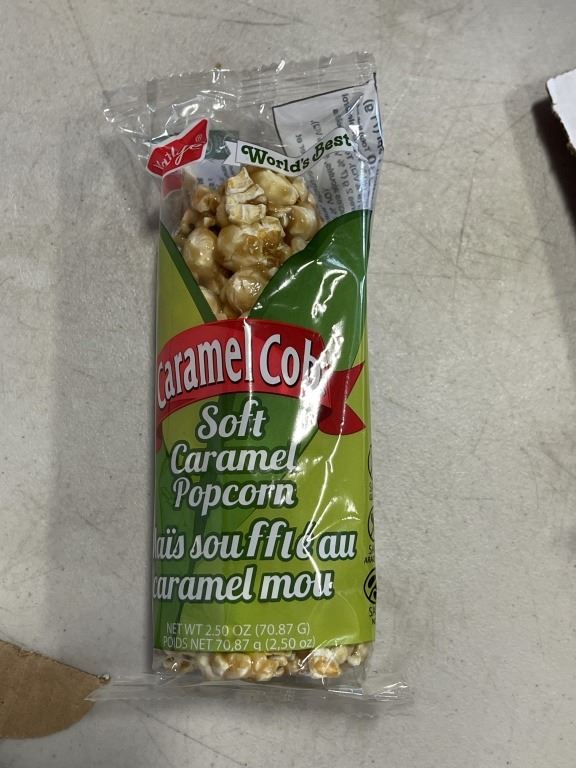 World's Best
Caramel Cob
Soft
Caramel
Popcorn
aïs soufflé au
caramel mou
NET WT 2.50 OZ (70.87 G)
POIDS NET 70,87 g (2,50 oz)